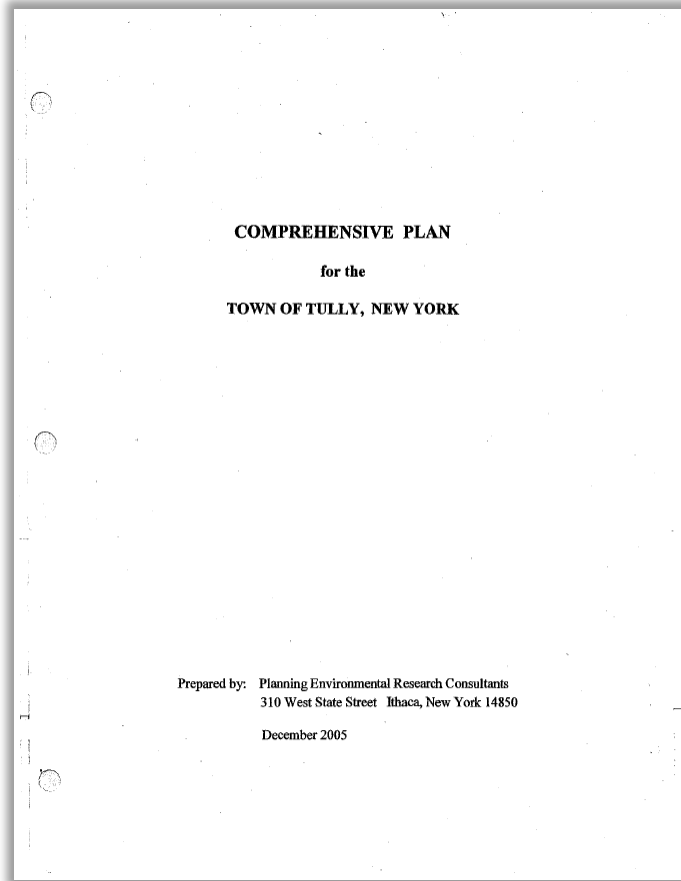 COMPREHENSIVE PLAN
for the
TOWN OF TULLY, NEW YORK
Prepared by: Planning Environmental Research Consultants
310 West State Street Ithaca, New York 14850
December 2005